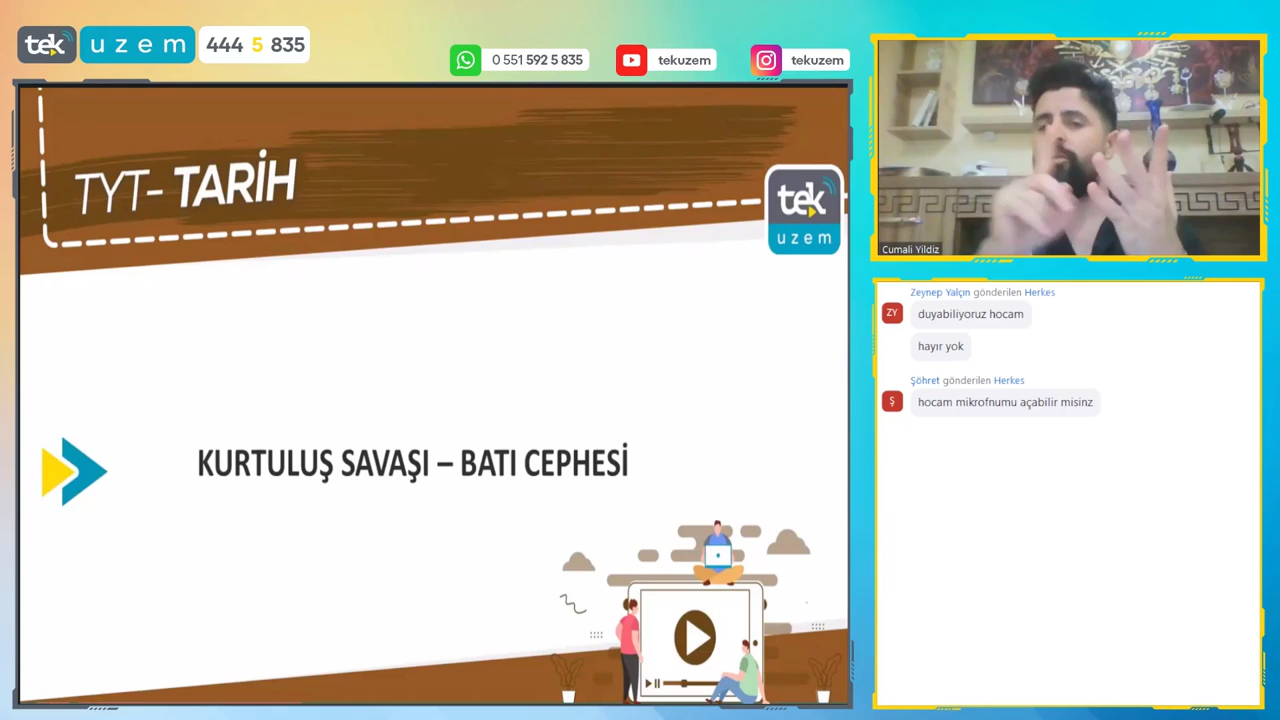 tek
uzem
444 5 835
0 551 592 5 835
tekuzem
tekuzem
TYT- TARİH
tek
uzem
KURTULUŞ SAVAŞI – BATI CEPHESİ
Cumali Yildiz
Zeynep Yalçın gönderilen Herkes
ZY
duyabiliyoruz hocam
hayır yok
Şöhret gönderilen Herkes
Ş
hocam mikrofnumu açabilir misinz